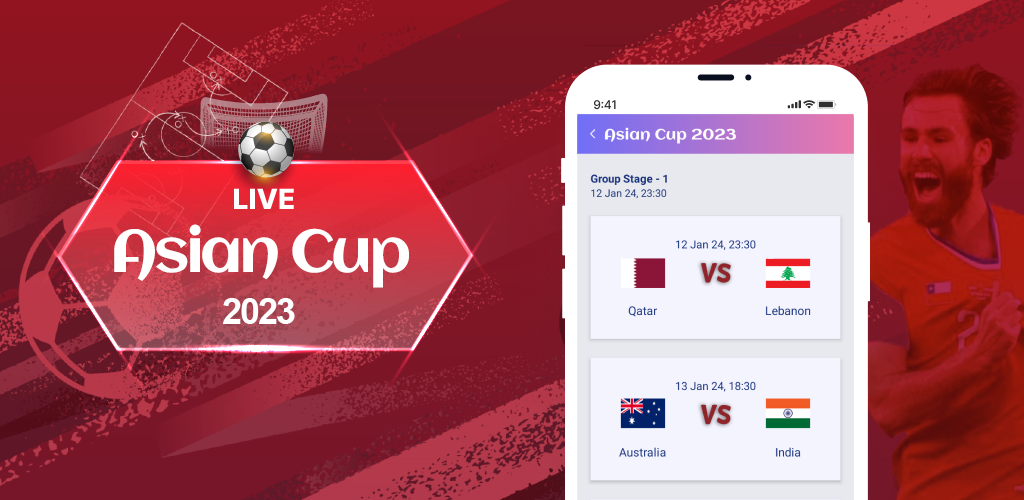 LIVE
Asian Cup
2023
9:41
Asian Cup 2023
Group Stage - 1
12 Jan 24, 23:30
12 Jan 24, 23:30
VS
Qatar
Lebanon
13 Jan 24, 18:30
VS
Australia
India